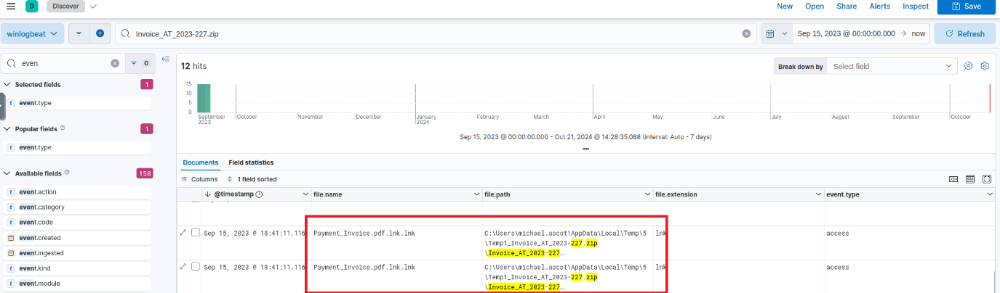 D Discover New Open Share Alerts Inspect Save
winlogbeat Invoice_AT_2023-227.zip Sep 15, 2023 @ 00:00:00.000 → now Refresh
even 0
12 hits Break down by Select field
Selected fields 1
t event.type
Popular fields 1
t event.type
Available fields 158
t event.action
t event.category
t event.code
event.created
event.ingested
t event.kind
t event.module
15
10
5
0
September October November December January February March April May June July August September October
2023 2024
Sep 15, 2023 @ 00:00:00.000 - Oct 21, 2024 @ 14:28:35.088 (interval: Auto - 7 days)
Documents Field statistics
Columns 1 field sorted
@timestamp file.name file.path file.extension event.type
Sep 15, 2023 @ 18:41:11.116 Payment_Invoice.pdf.lnk.lnk C:\Users\michael.ascot\AppData\Local\Temp\5 lnk access
\Temp1_Invoice_AT_2023-227.zip
\Invoice_AT_2023-227…
Sep 15, 2023 @ 18:41:11.116 Payment_Invoice.pdf.lnk.lnk C:\Users\michael.ascot\AppData\Local\Temp\5 lnk access
\Temp1_Invoice_AT_2023-227.zip
\Invoice_AT_2023-227…